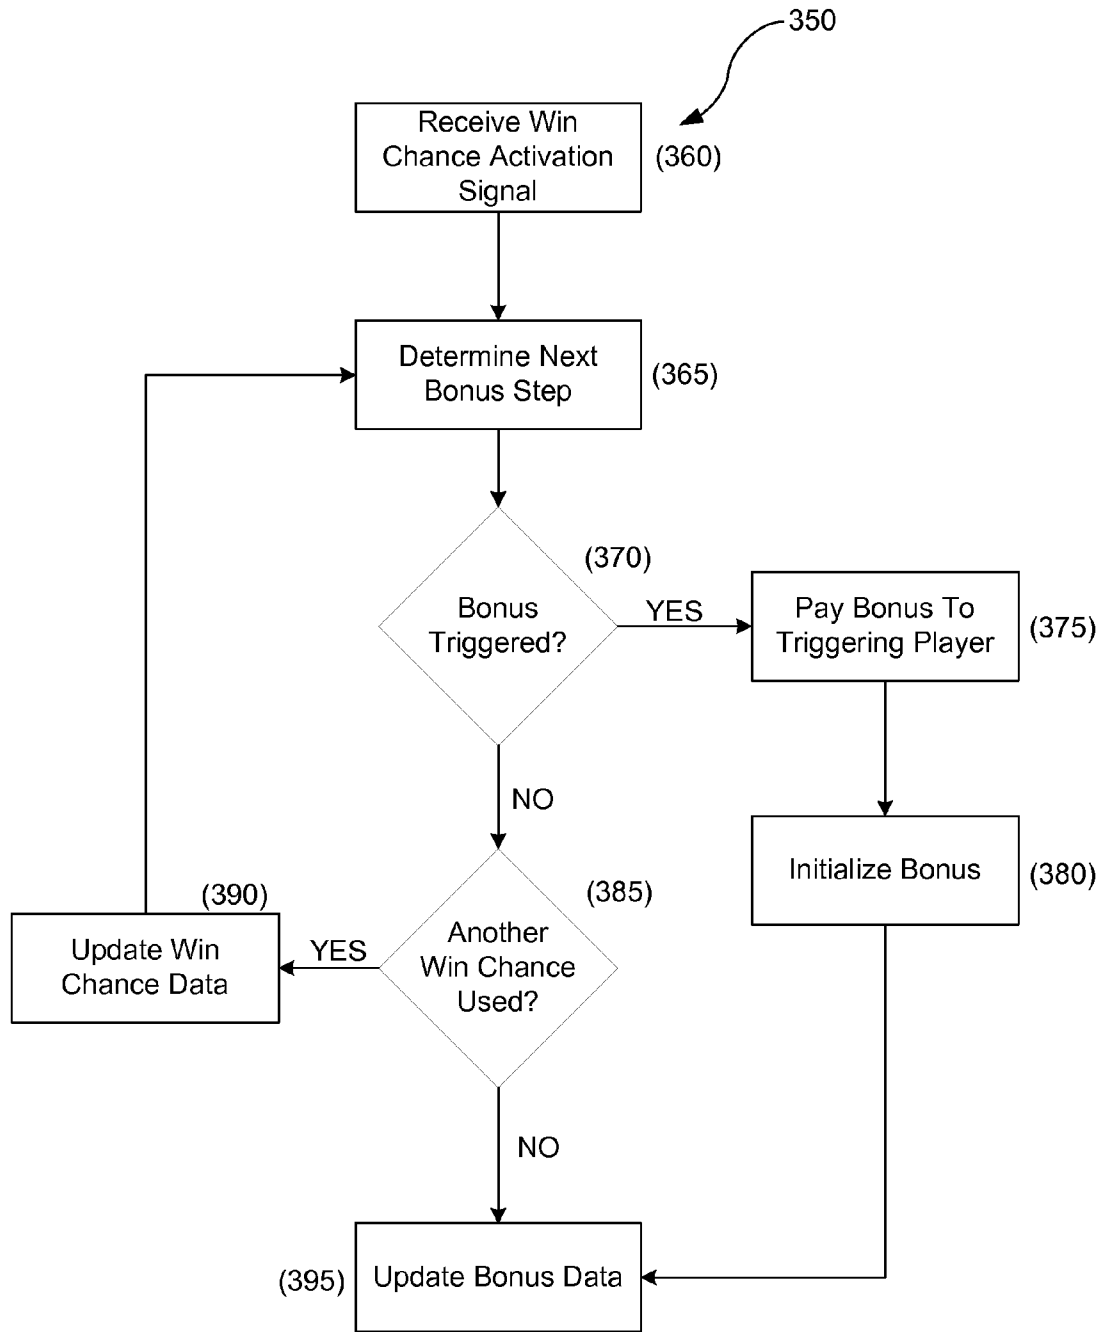 350
Receive Win
Chance Activation
Signal
(360)
Determine Next
Bonus Step
(365)
(370)
Bonus
Triggered?
YES
Pay Bonus To
Triggering Player
(375)
NO
Initialize Bonus
(380)
(385)
Another
Win Chance
Used?
YES
(390)
Update Win
Chance Data
NO
(395)
Update Bonus Data